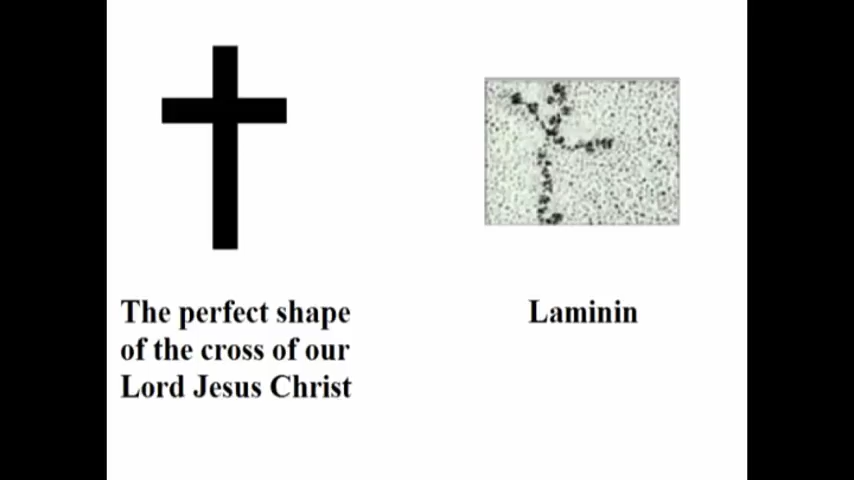 The perfect shape
of the cross of our
Lord Jesus Christ
Laminin